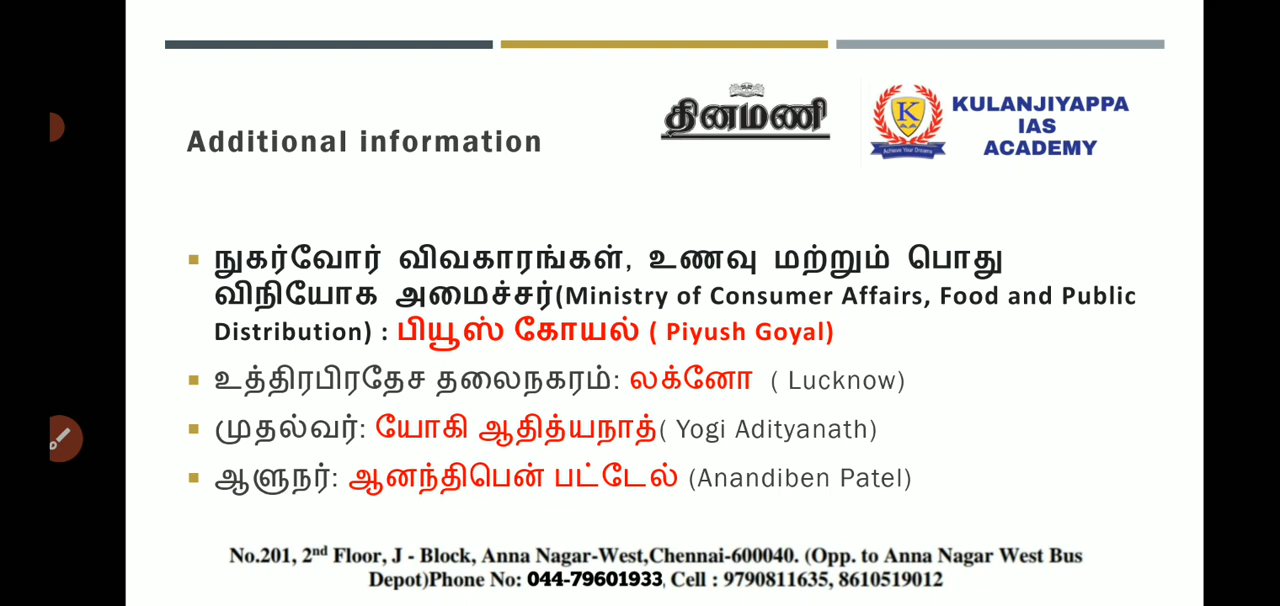 தினமணி
KULANJIYAPPA
IAS
ACADEMY
K
Achieve Your Dreams
Additional information
நுகர்வோர் விவகாரங்கள், உணவு மற்றும் பொது
விநியோக அமைச்சர்(Ministry of Consumer Affairs, Food and Public
Distribution) : பியூஸ் கோயல் ( Piyush Goyal)
உத்திரபிரதேச தலைநகரம்: லக்னோ ( Lucknow)
முதல்வர்: யோகி ஆதித்யநாத்( Yogi Adityanath)
ஆளுநர்: ஆனந்திபென் பட்டேல் (Anandiben Patel)
No.201, 2nd Floor, J - Block, Anna Nagar-West,Chennai-600040. (Opp. to Anna Nagar West Bus
Depot)Phone No: 044-79601933, Cell : 9790811635, 8610519012